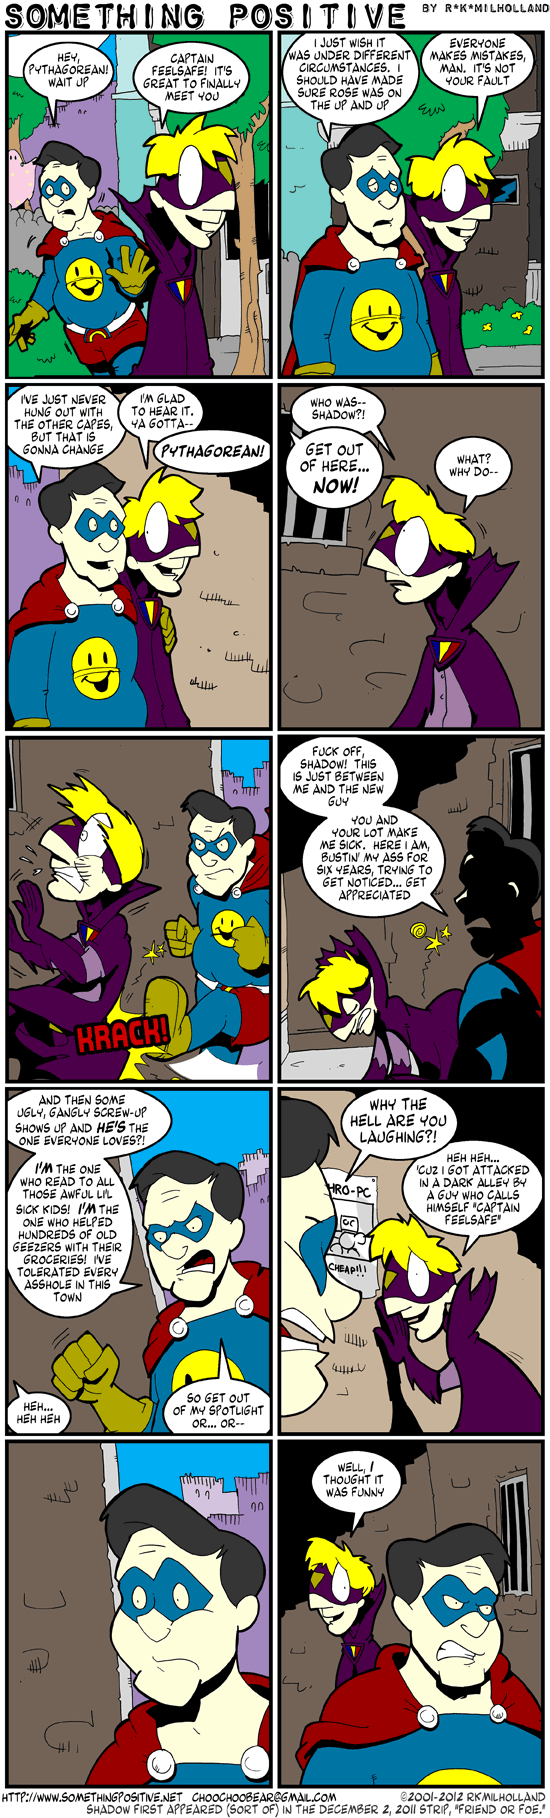 SOMETHING POSITIVE BY R*K*MILHOLLAND
HEY,
PYTHAGOREAN!
WAIT UP
CAPTAIN
FEELSAFE! IT'S
GREAT TO FINALLY
MEET YOU
I JUST WISH IT
WAS UNDER DIFFERENT
CIRCUMSTANCES. I
SHOULD HAVE MADE
SURE ROSE WAS ON
THE UP AND UP
EVERYONE
MAKES MISTAKES,
MAN. IT'S NOT
YOUR FAULT
I'VE JUST NEVER
HUNG OUT WITH
THE OTHER CAPES,
BUT THAT IS
GONNA CHANGE
I'M GLAD
TO HEAR IT.
YA GOTTA--
PYTHAGOREAN!
WHO WAS--
SHADOW?!
GET OUT
OF HERE...
NOW!
WHAT?
WHY DO--
KRACK!
FUCK OFF,
SHADOW! THIS
IS JUST BETWEEN
ME AND THE NEW
GUY
YOU AND
YOUR LOT MAKE
ME SICK. HERE I AM,
BUSTIN' MY ASS FOR
SIX YEARS, TRYING TO
GET NOTICED... GET
APPRECIATED
AND THEN SOME
UGLY, GANGLY SCREW-UP
SHOWS UP AND HE'S THE
ONE EVERYONE LOVES?!
I'M THE ONE
WHO READ TO ALL
THOSE AWFUL LI'L
SICK KIDS! I'M THE
ONE WHO HELPED
HUNDREDS OF OLD
GEEZERS WITH THEIR
GROCERIES! I'VE
TOLERATED EVERY
ASSHOLE IN THIS
TOWN
HEH...
HEH HEH
SO GET OUT
OF MY SPOTLIGHT
OR... OR--
WHY THE
HELL ARE YOU
LAUGHING?!
HEH HEH...
'CUZ I GOT ATTACKED
IN A DARK ALLEY BY
A GUY WHO CALLS
HIMSELF "CAPTAIN
FEELSAFE"
HRO-PC
CHEAP!!!
WELL, I
THOUGHT IT
WAS FUNNY
HTTP://WWW.SOMETHINGPOSITIVE.NET CHOOCHOOBEAR@GMAIL.COM ©2001-2012 RKMILHOLLAND
SHADOW FIRST APPEARED (SORT OF) IN THE DECEMBER 2, 2011 STRIP, "FRIEND OR FOE."